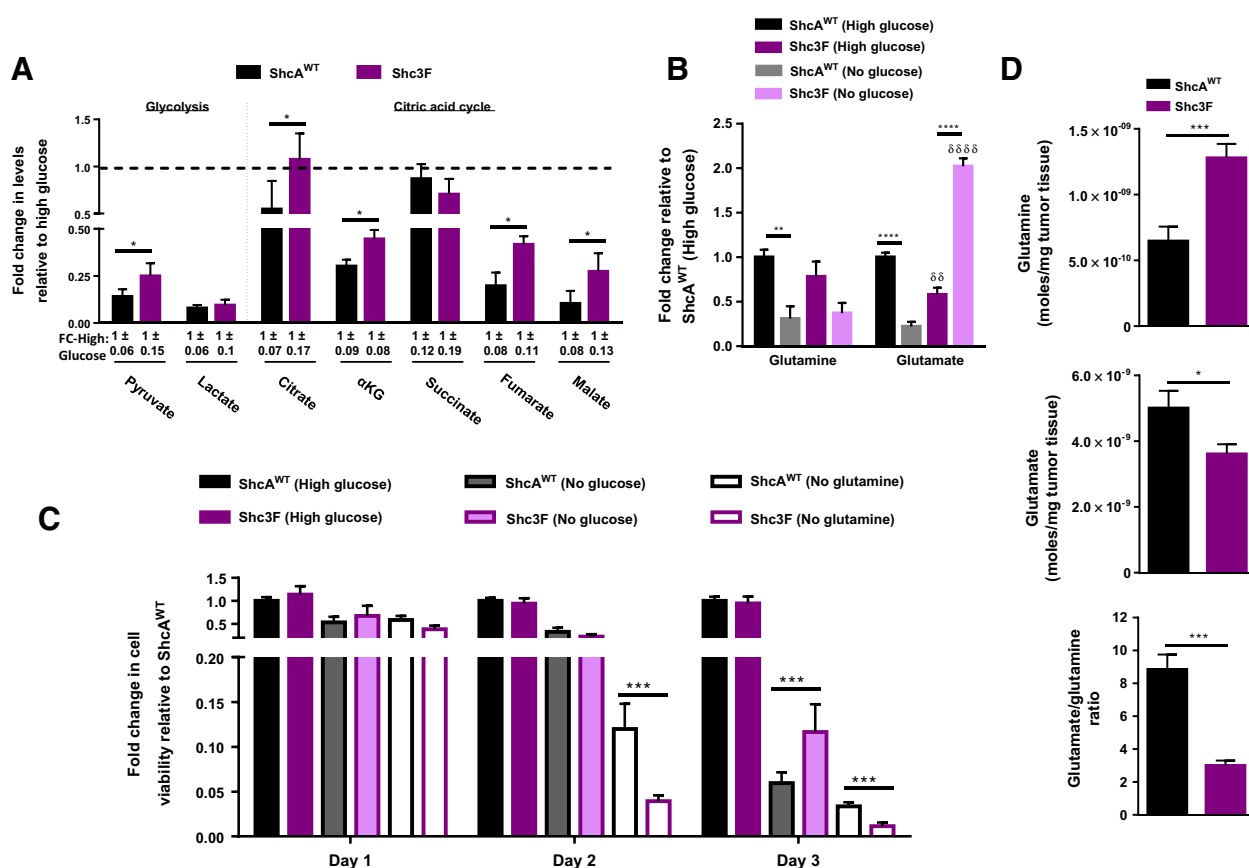 A
ShcA^WT
Shc3F
Glycolysis
Citric acid cycle
Fold change in levels
relative to high glucose
1.5
1.0
0.5
0.50
0.25
0.00
*
*
*
*
*
FC-High: 1 ± 1 ± 1 ± 1 ± 1 ± 1 ± 1 ± 1 ± 1 ± 1 ± 1 ± 1 ± 1 ± 1 ±
Glucose 0.06 0.15 0.06 0.1 0.07 0.17 0.09 0.08 0.12 0.19 0.08 0.11 0.08 0.13
Pyruvate
Lactate
Citrate
αKG
Succinate
Fumarate
Malate
B
ShcA^WT (High glucose)
Shc3F (High glucose)
ShcA^WT (No glucose)
Shc3F (No glucose)
Fold change relative to
ShcA^WT (High glucose)
2.5
2.0
1.5
1.0
0.5
0.0
**
****
****
δδ
δδδδ
Glutamine
Glutamate
C
ShcA^WT (High glucose)
Shc3F (High glucose)
ShcA^WT (No glucose)
Shc3F (No glucose)
ShcA^WT (No glutamine)
Shc3F (No glutamine)
Fold change in cell
viability relative to ShcA^WT
1.5
1.0
0.5
0.20
0.15
0.10
0.05
0.00
***
***
***
Day 1
Day 2
Day 3
D
ShcA^WT
Shc3F
Glutamine
(moles/mg tumor tissue)
1.5 × 10^-09
1.0 × 10^-09
5.0 × 10^-10
0
***
Glutamate
(moles/mg tumor tissue)
6.0 × 10^-9
4.0 × 10^-9
2.0 × 10^-9
0
*
Glutamate/glutamine
ratio
12
10
8
6
4
2
0
***